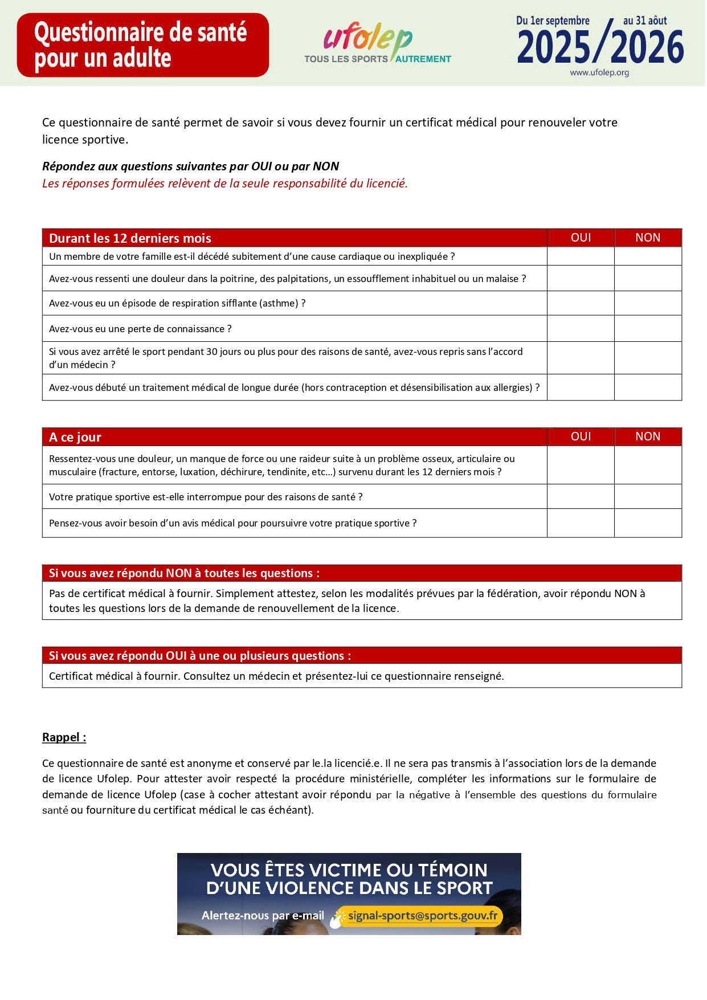 Questionnaire de santé
pour un adulte
ufolep
TOUS LES SPORTS AUTREMENT
Du 1er septembre au 31 aôut
2025/2026
www.ufolep.org
Ce questionnaire de santé permet de savoir si vous devez fournir un certificat médical pour renouveler votre
licence sportive.
Répondez aux questions suivantes par OUI ou par NON
Les réponses formulées relèvent de la seule responsabilité du licencié.
Durant les 12 derniers mois OUI NON
Un membre de votre famille est-il décédé subitement d’une cause cardiaque ou inexpliquée ?
Avez-vous ressenti une douleur dans la poitrine, des palpitations, un essoufflement inhabituel ou un malaise ?
Avez-vous eu un épisode de respiration sifflante (asthme) ?
Avez-vous eu une perte de connaissance ?
Si vous avez arrêté le sport pendant 30 jours ou plus pour des raisons de santé, avez-vous repris sans l’accord
d’un médecin ?
Avez-vous débuté un traitement médical de longue durée (hors contraception et désensibilisation aux allergies) ?
A ce jour OUI NON
Ressentez-vous une douleur, un manque de force ou une raideur suite à un problème osseux, articulaire ou
musculaire (fracture, entorse, luxation, déchirure, tendinite, etc…) survenu durant les 12 derniers mois ?
Votre pratique sportive est-elle interrompue pour des raisons de santé ?
Pensez-vous avoir besoin d’un avis médical pour poursuivre votre pratique sportive ?
Si vous avez répondu NON à toutes les questions :
Pas de certificat médical à fournir. Simplement attestez, selon les modalités prévues par la fédération, avoir répondu NON à
toutes les questions lors de la demande de renouvellement de la licence.
Si vous avez répondu OUI à une ou plusieurs questions :
Certificat médical à fournir. Consultez un médecin et présentez-lui ce questionnaire renseigné.
Rappel :
Ce questionnaire de santé est anonyme et conservé par le.la licencié.e. Il ne sera pas transmis à l’association lors de la demande
de licence Ufolep. Pour attester avoir respecté la procédure ministérielle, compléter les informations sur le formulaire de
demande de licence Ufolep (case à cocher attestant avoir répondu par la négative à l’ensemble des questions du formulaire
santé ou fourniture du certificat médical le cas échéant).
VOUS ÊTES VICTIME OU TÉMOIN
D’UNE VIOLENCE DANS LE SPORT
Alertez-nous par e-mail signal-sports@sports.gouv.fr